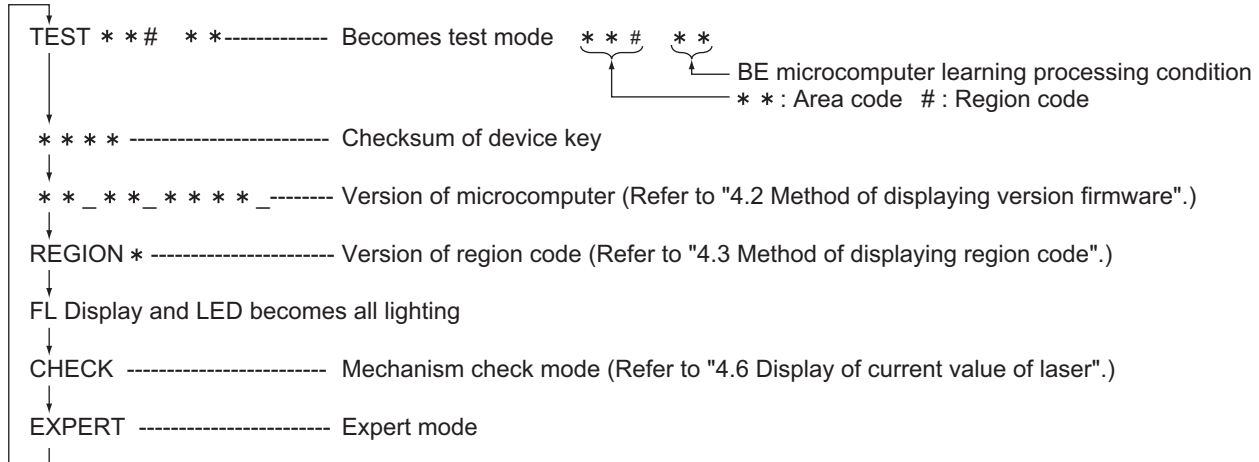 TEST ＊＊#　＊＊------------- Becomes test mode　＊＊#　＊＊
BE microcomputer learning processing condition
＊＊: Area code　# : Region code
＊＊＊＊ ------------------------- Checksum of device key
＊＊_＊＊_＊＊＊＊_-------- Version of microcomputer (Refer to "4.2 Method of displaying version firmware".)
REGION＊ ----------------------- Version of region code (Refer to "4.3 Method of displaying region code".)
FL Display and LED becomes all lighting
CHECK ------------------------- Mechanism check mode (Refer to "4.6 Display of current value of laser".)
EXPERT ------------------------ Expert mode